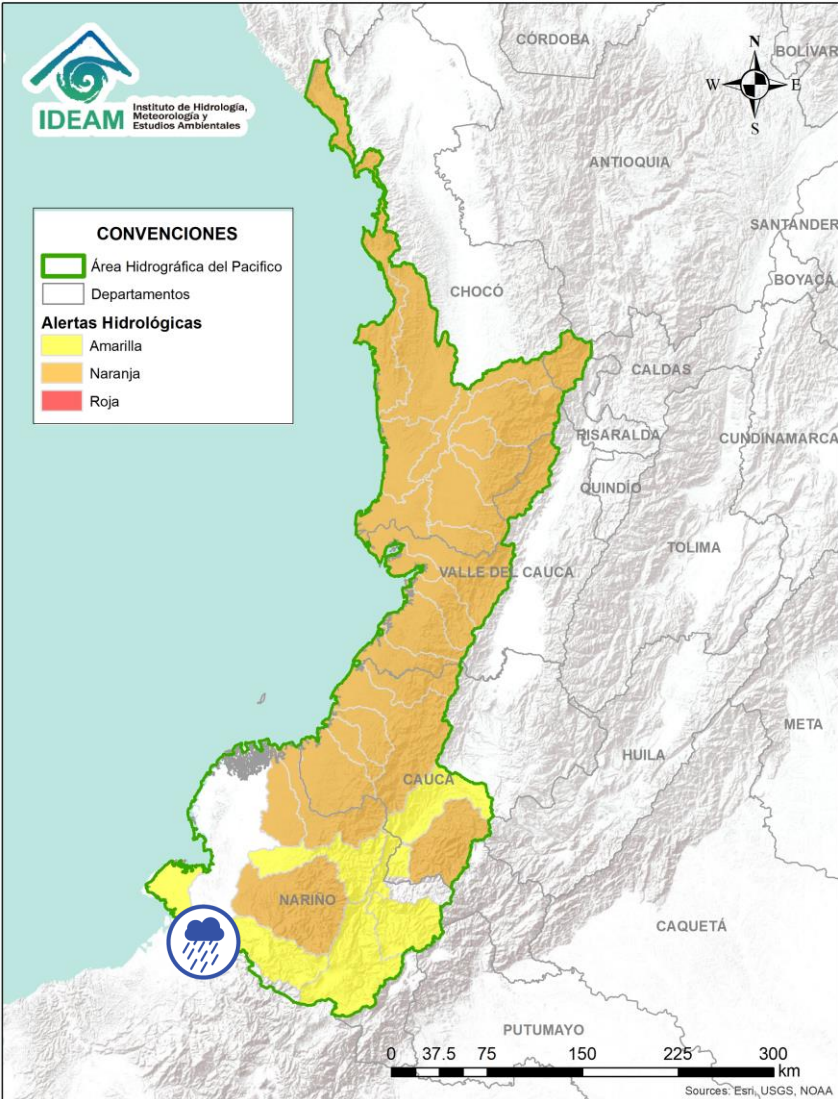 IDEAM
Instituto de Hidrología,
Meteorología y
Estudios Ambientales
N
W
E
S
CONVENCIONES
Área Hidrográfica del Pacifico
Departamentos
Alertas Hidrológicas
Amarilla
Naranja
Roja
CÓRDOBA
BOLÍVAR
ANTIOQUIA
SANTANDER
BOYACÁ
CHOCÓ
CALDAS
RISARALDA
CUNDINAMARCA
QUINDÍO
TOLIMA
VALLE DEL CAUCA
META
HUILA
CAUCA
NARIÑO
CAQUETÁ
PUTUMAYO
0 37.5 75 150 225 300
km
Sources: Esri, USGS, NOAA